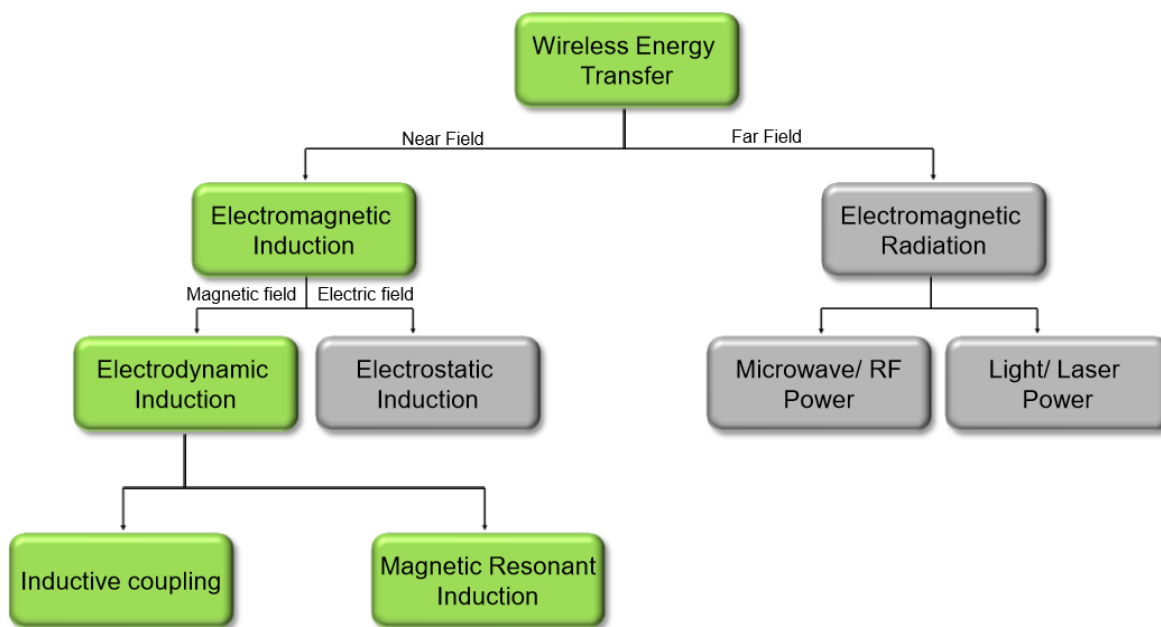 Wireless Energy
Transfer
Near Field
Far Field
Electromagnetic
Induction
Electromagnetic
Radiation
Magnetic field
Electric field
Electrodynamic
Induction
Electrostatic
Induction
Microwave/ RF
Power
Light/ Laser
Power
Inductive coupling
Magnetic Resonant
Induction